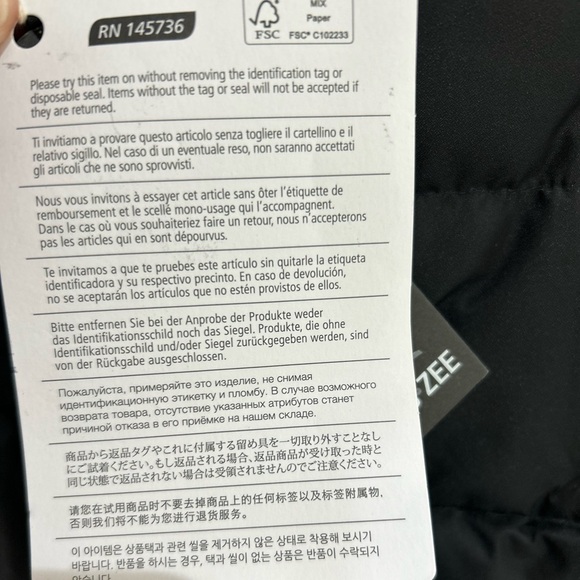 RN 145736
MIX
Paper
FSC FSC® C102233
Please try this item on without removing the identification tag or
disposable seal. Items without the tag or seal will not be accepted if
they are returned.
Ti invitiamo a provare questo articolo senza togliere il cartellino e il
relativo sigillo. Nel caso di un eventuale reso, non saranno accettati
gli articoli che ne sono sprovvisti.
Nous vous invitons à essayer cet article sans ôter l'étiquette de
remboursement et le scellé mono-usage qui l'accompagnent.
Dans le cas où vous souhaiteriez faire un retour, nous n'accepterons
pas les articles qui en sont dépourvus.
Te invitamos a que te pruebes este artículo sin quitarle la etiqueta
identificadora y su respectivo precinto. En caso de devolución,
no se aceptarán los artículos que no estén provistos de ellos.
Bitte entfernen Sie bei der Anprobe der Produkte weder
das Identifikationsschild noch das Siegel. Produkte, die ohne
Identifikationsschild und/oder Siegel zurückgegeben werden, sind
von der Rückgabe ausgeschlossen.
Пожалуйста, примеряйте это изделие, не снимая
идентификационную этикетку и пломбу. В случае возможного
возврата товара, отсутствие указанных атрибутов станет
причиной отказа в его приёмке на нашем складе.
商品から返品タグやこれに付属する留め具を一切取り外すことなし
にご試着ください。もし返品される場合、返品商品が受け取った時と
同じ状態で返品されない場合は受領されませんのでご注意ください。
请您在试用商品时不要去掉商品上的任何标签以及标签附属物,
否则我们将不能为您进行退货服务。
이 아이템은 상품택과 관련 씰을 제거하지 않은 상태로 착용해 보시기
바랍니다. 반품을 하시는 경우, 택과 씰이 없는 상품은 반품이 수락되지
않습니다.
ZEE